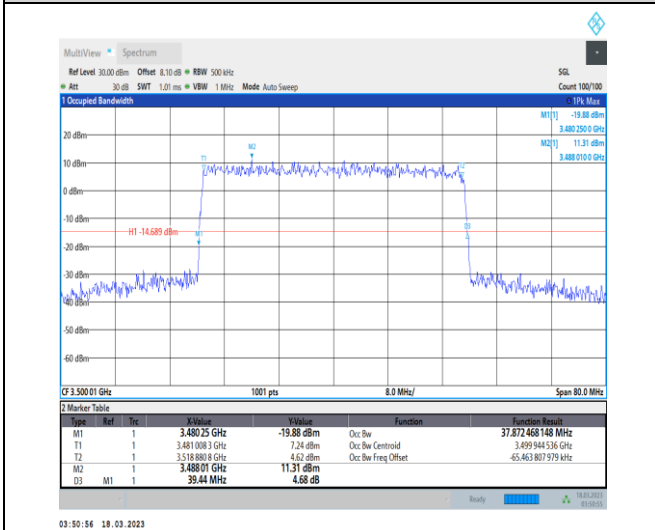 MultiView Spectrum
Ref Level 30.00 dBm Offset 8.10 dB RBW 500 kHz SGL
Att 30 dB SWT 1.01 ms VBW 1 MHz Mode Auto Sweep Count 100/100
1 Occupied Bandwidth 1Pk Max
M1[1] -19.88 dBm
3.480 250 0 GHz
20 dBm M2[1] 11.31 dBm
M2 3.488 010 0 GHz
T1 T2
10 dBm
0 dBm
-10 dBm
D3
H1 -14.689 dBm M1
-20 dBm
-30 dBm
-40 dBm
-50 dBm
-60 dBm
CF 3.500 01 GHz 1001 pts 8.0 MHz/ Span 80.0 MHz
2 Marker Table
Type Ref Trc X-Value Y-Value Function Function Result
M1 1 3.480 25 GHz -19.88 dBm Occ Bw 37.872 468 148 MHz
T1 1 3.481 008 3 GHz 7.24 dBm Occ Bw Centroid 3.499 944 536 GHz
T2 1 3.518 880 8 GHz 4.62 dBm Occ Bw Freq Offset -65.463 807 979 kHz
M2 1 3.488 01 GHz 11.31 dBm
D3 M1 1 39.44 MHz 4.68 dB
Ready 18.03.2023
03:50:55
03:50:56 18.03.2023